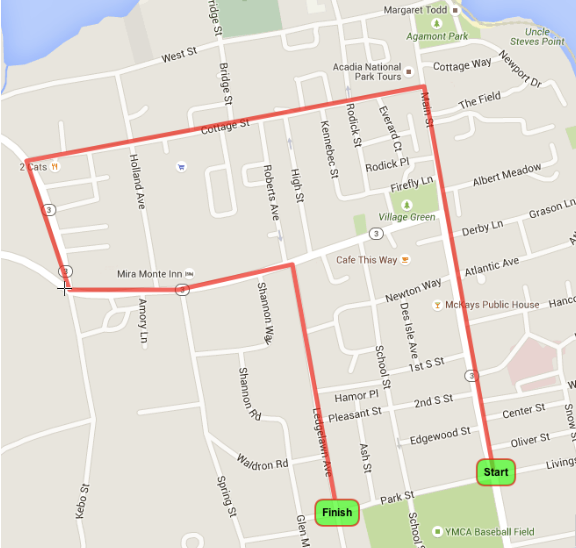 Margaret Todd
Agamont Park
Uncle
Steves Point
Bridge St
West St
Bridge St
Acadia National
Park Tours
Cottage Way
Newport Dr
The Field
Main St
Cottage St
Rodick St
Everard Ct
Kennebec St
2 Cats
Holland Ave
Roberts Ave
High St
Rodick Pl
Firefly Ln
Albert Meadow
Village Green
Grason Ln
3
3
Derby Ln
3
Mira Monte Inn
Cafe This Way
Atlantic Ave
3
Newton Way
McKays Public House
Hanco
Amory Ln
Shannon Way
Des Isle Ave
School St
1st S St
3
Shannon Rd
Hamor Pl
2nd S St
W
Pleasant St
Center St
Snow S
Ledgelawn Ave
Edgewood St
Oliver St
Waldron Rd
Ash St
Start
Livings
Kebo St
Spring St
Park St
Finish
Glen M
School S
YMCA Baseball Field